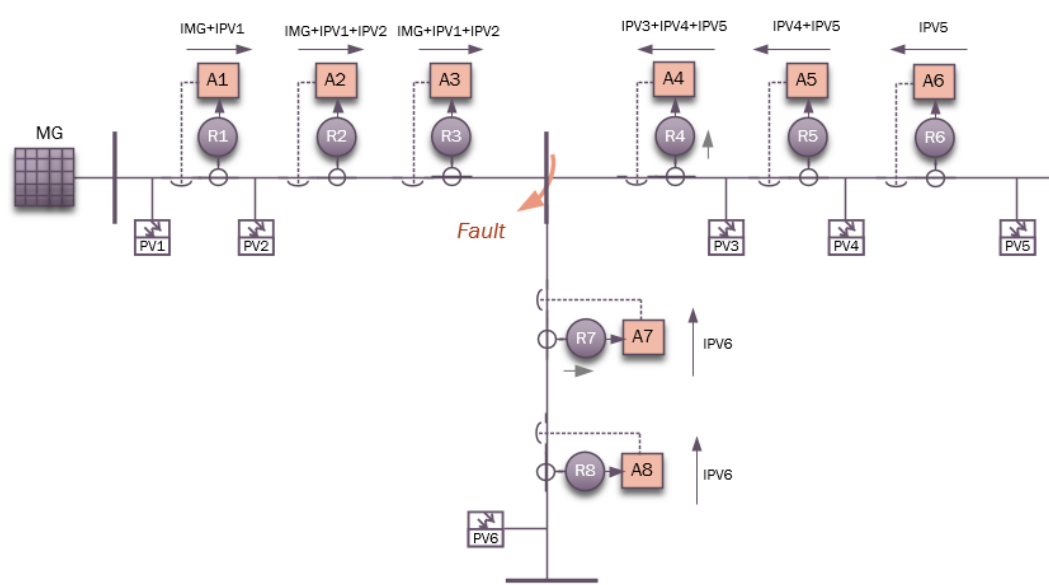 IMG+IPV1
IMG+IPV1+IPV2
IMG+IPV1+IPV2
IPV3+IPV4+IPV5
IPV4+IPV5
IPV5
A1
A2
A3
A4
A5
A6
MG
R1
R2
R3
R4
R5
R6
Fault
PV1
PV2
PV3
PV4
PV5
R7
A7
IPV6
R8
A8
IPV6
PV6